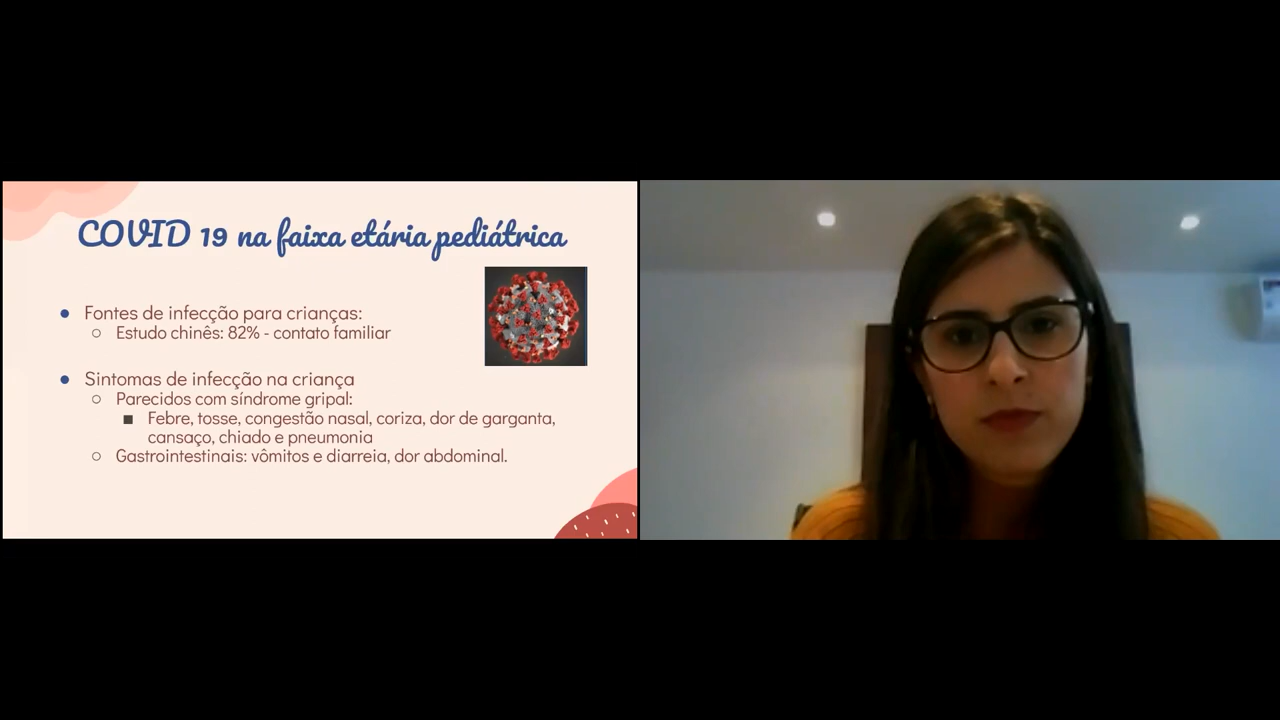 COVID 19 na faixa etária pediátrica
● Fontes de infecção para crianças:
○ Estudo chinês: 82% - contato familiar
● Sintomas de infecção na criança
○ Parecidos com síndrome gripal:
■ Febre, tosse, congestão nasal, coriza, dor de garganta,
cansaço, chiado e pneumonia
○ Gastrointestinais: vômitos e diarreia, dor abdominal.